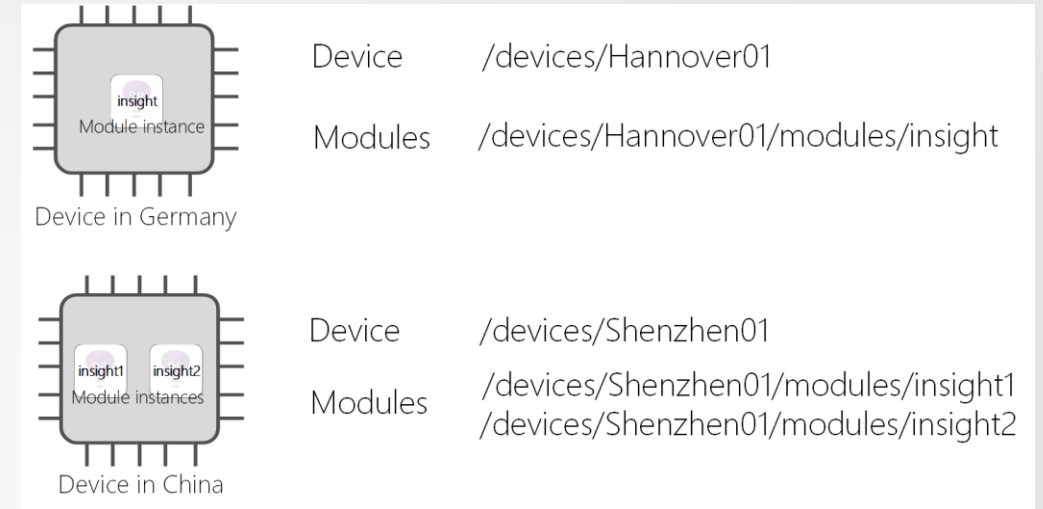 insight
Module instance
Device in Germany
Device /devices/Hannover01
Modules /devices/Hannover01/modules/insight
insight1 insight2
Module instances
Device in China
Device /devices/Shenzhen01
Modules /devices/Shenzhen01/modules/insight1
/devices/Shenzhen01/modules/insight2